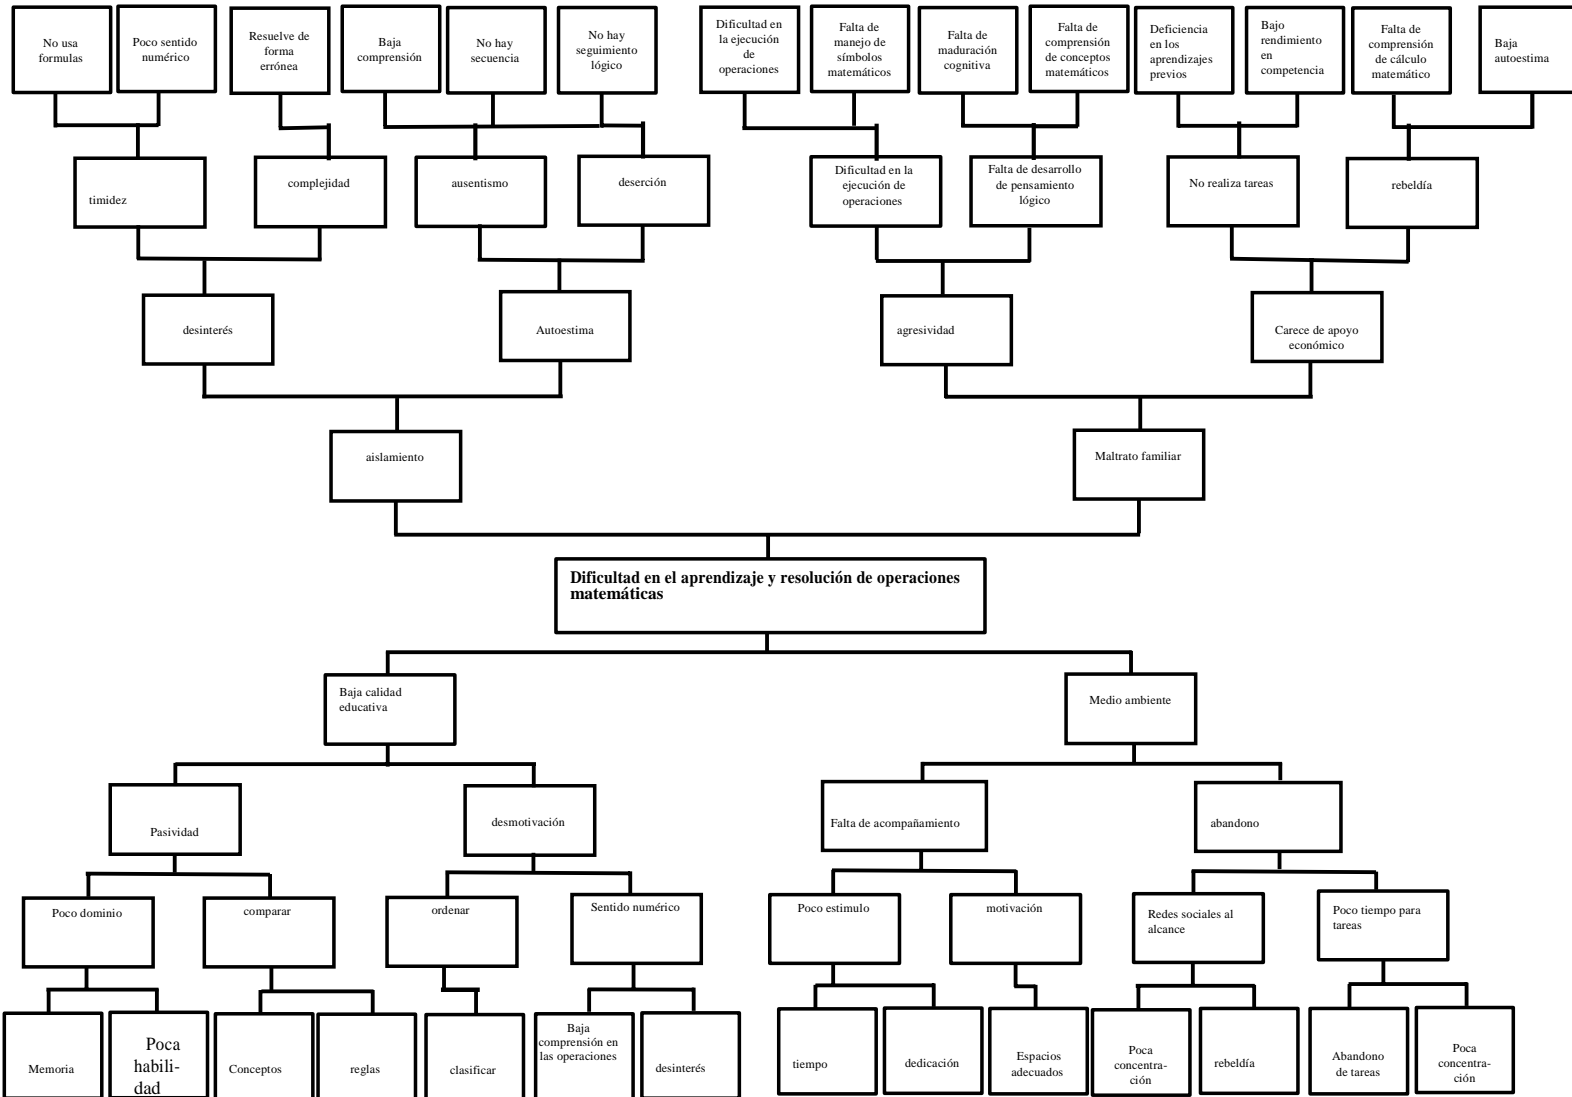 No usa
formulas
Poco sentido
numérico
Resuelve de
forma
errónea
Baja
comprensión
No hay
secuencia
No hay
seguimiento
lógico
Dificultad en
la ejecución
de
operaciones
Falta de
manejo de
símbolos
matemáticos
Falta de
maduración
cognitiva
Falta de
comprensión
de conceptos
matemáticos
Deficiencia
en los
aprendizajes
previos
Bajo
rendimiento
en
competencia
Falta de
comprensión
de cálculo
matemático
Baja
autoestima
timidez
complejidad
ausentismo
deserción
Dificultad en la
ejecución de
operaciones
Falta de desarrollo
de pensamiento
lógico
No realiza tareas
rebeldía
desinterés
Autoestima
agresividad
Carece de apoyo
económico
aislamiento
Maltrato familiar
Dificultad en el aprendizaje y resolución de operaciones
matemáticas
Baja calidad
educativa
Medio ambiente
Pasividad
desmotivación
Falta de acompañamiento
abandono
Poco dominio
comparar
ordenar
Sentido numérico
Poco estimulo
motivación
Redes sociales al
alcance
Poco tiempo para
tareas
Memoria
Poca
habili-
dad
Conceptos
reglas
clasificar
Baja
comprensión en
las operaciones
desinterés
tiempo
dedicación
Espacios
adecuados
Poca
concentra-
ción
rebeldía
Abandono
de tareas
Poca
concentra-
ción